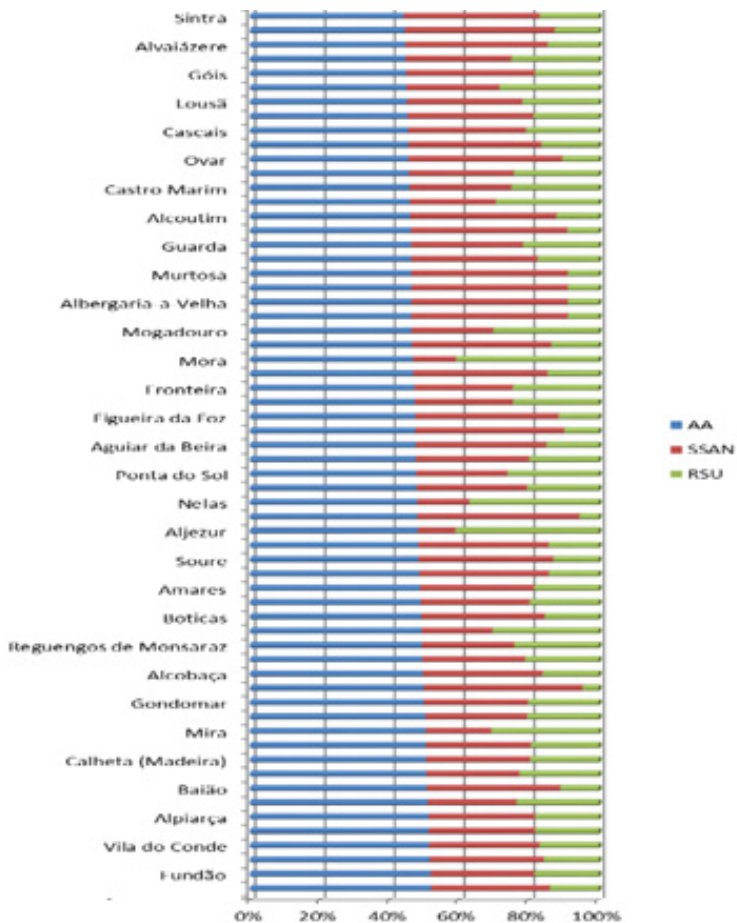 Sintra
Alvaiázere
Góis
Lousã
Cascais
Ovar
Castro Marim
Alcoutim
Guarda
Murtosa
Albergaria-a-Velha
Mogadouro
Mora
Fronteira
Figueira da Foz
Aguiar da Beira
Ponta do Sol
Nelas
Aljezur
Soure
Amares
Boticas
Reguengos de Monsaraz
Alcobaça
Gondomar
Mira
Calheta (Madeira)
Baião
Alpiarça
Vila do Conde
Fundão
0% 20% 40% 60% 80% 100%
AA
SSAN
RSU